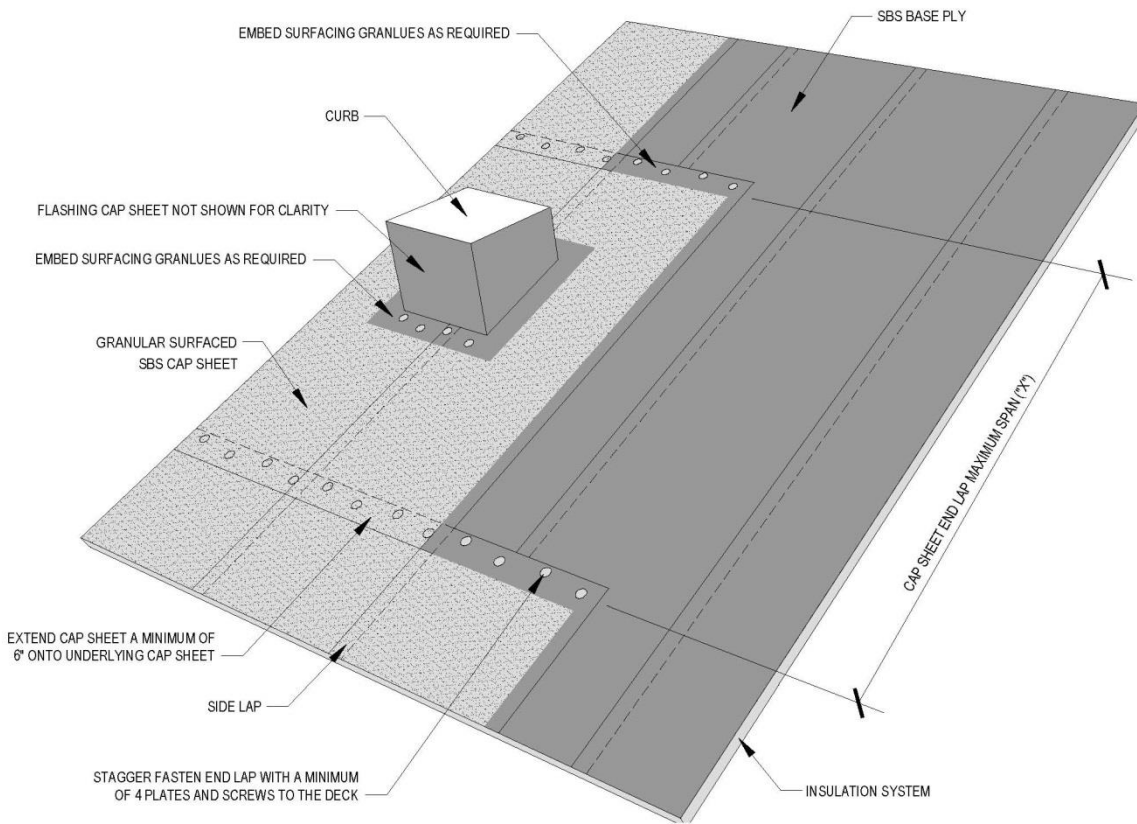 SBS BASE PLY
EMBED SURFACING GRANLUES AS REQUIRED
CURB
FLASHING CAP SHEET NOT SHOWN FOR CLARITY
EMBED SURFACING GRANLUES AS REQUIRED
GRANULAR SURFACED
SBS CAP SHEET
CAP SHEET END LAP MAXIMUM SPAN ("X")
EXTEND CAP SHEET A MINIMUM OF
6" ONTO UNDERLYING CAP SHEET
SIDE LAP
STAGGER FASTEN END LAP WITH A MINIMUM
OF 4 PLATES AND SCREWS TO THE DECK
INSULATION SYSTEM